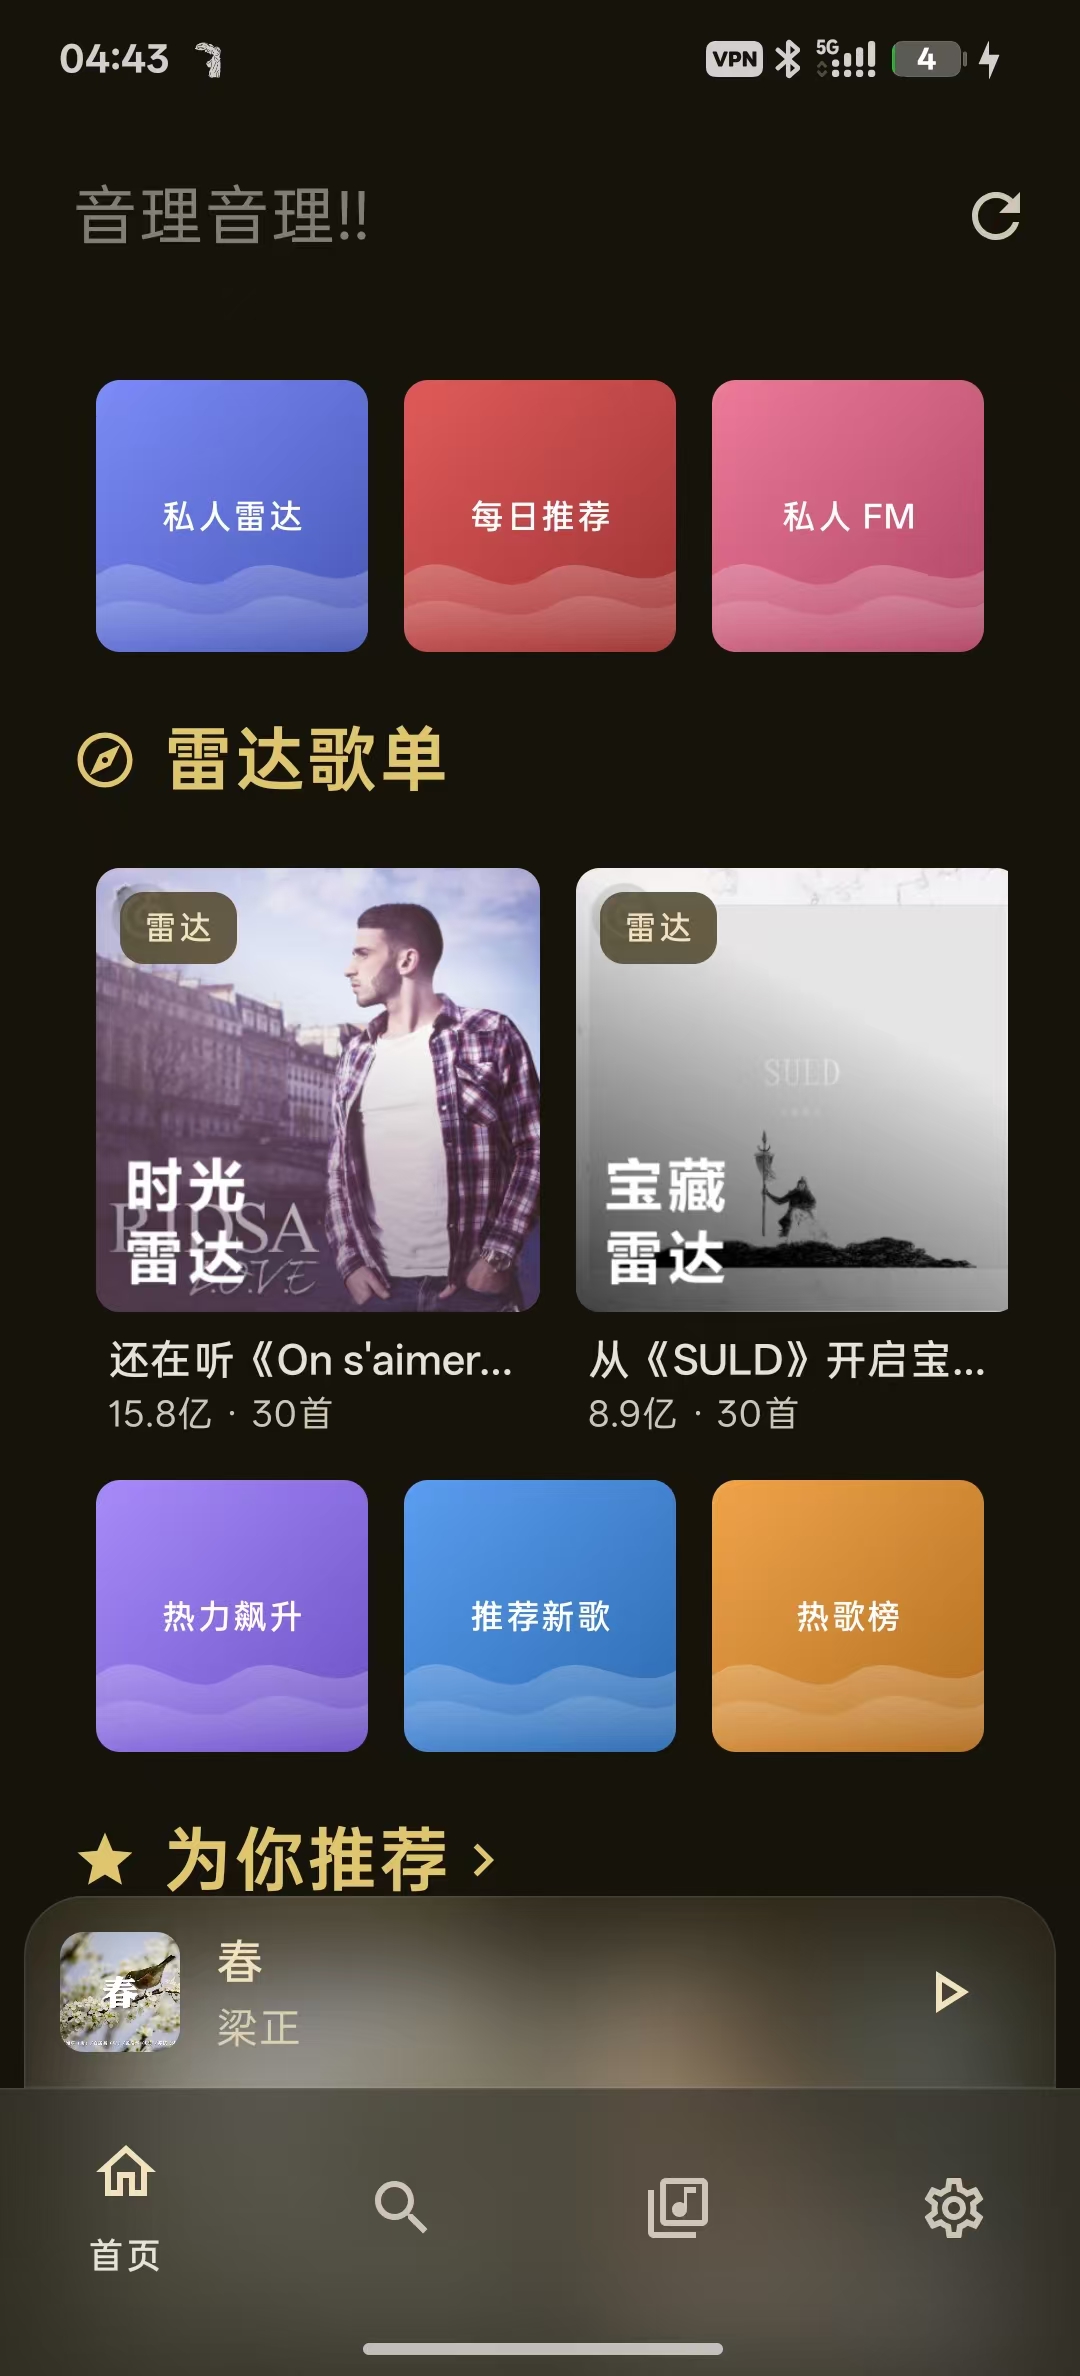 04:43
VPN 5G 4
音理音理!!
私人雷达 每日推荐 私人 FM
雷达歌单
雷达
时光
雷达
RIDSA
L.O.V.E
还在听《On s'aimer...
15.8亿 · 30首
雷达
SULD
宝藏
雷达
从《SULD》开启宝...
8.9亿 · 30首
热力飙升 推荐新歌 热歌榜
为你推荐
春
春
梁正
首页